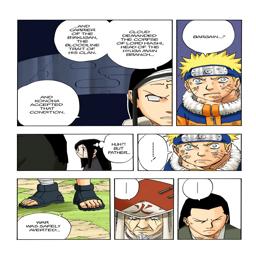 BARGAIN...?
CLOUD
DEMANDED
THE CORPSE
OF LORD HIASHI,
HEAD OF THE
HYUGA MAIN
BRANCH...
...AND
CARRIER OF
THE
BYAKUGAN,
THE
BLOODLINE
TRAIT OF
HIS CLAN.
AND
KONOHA
ACCEPTED
THAT
CONDITION.
HUH?!
BUT
FATHER...
WAR
WAS SAFELY
AVERTED...